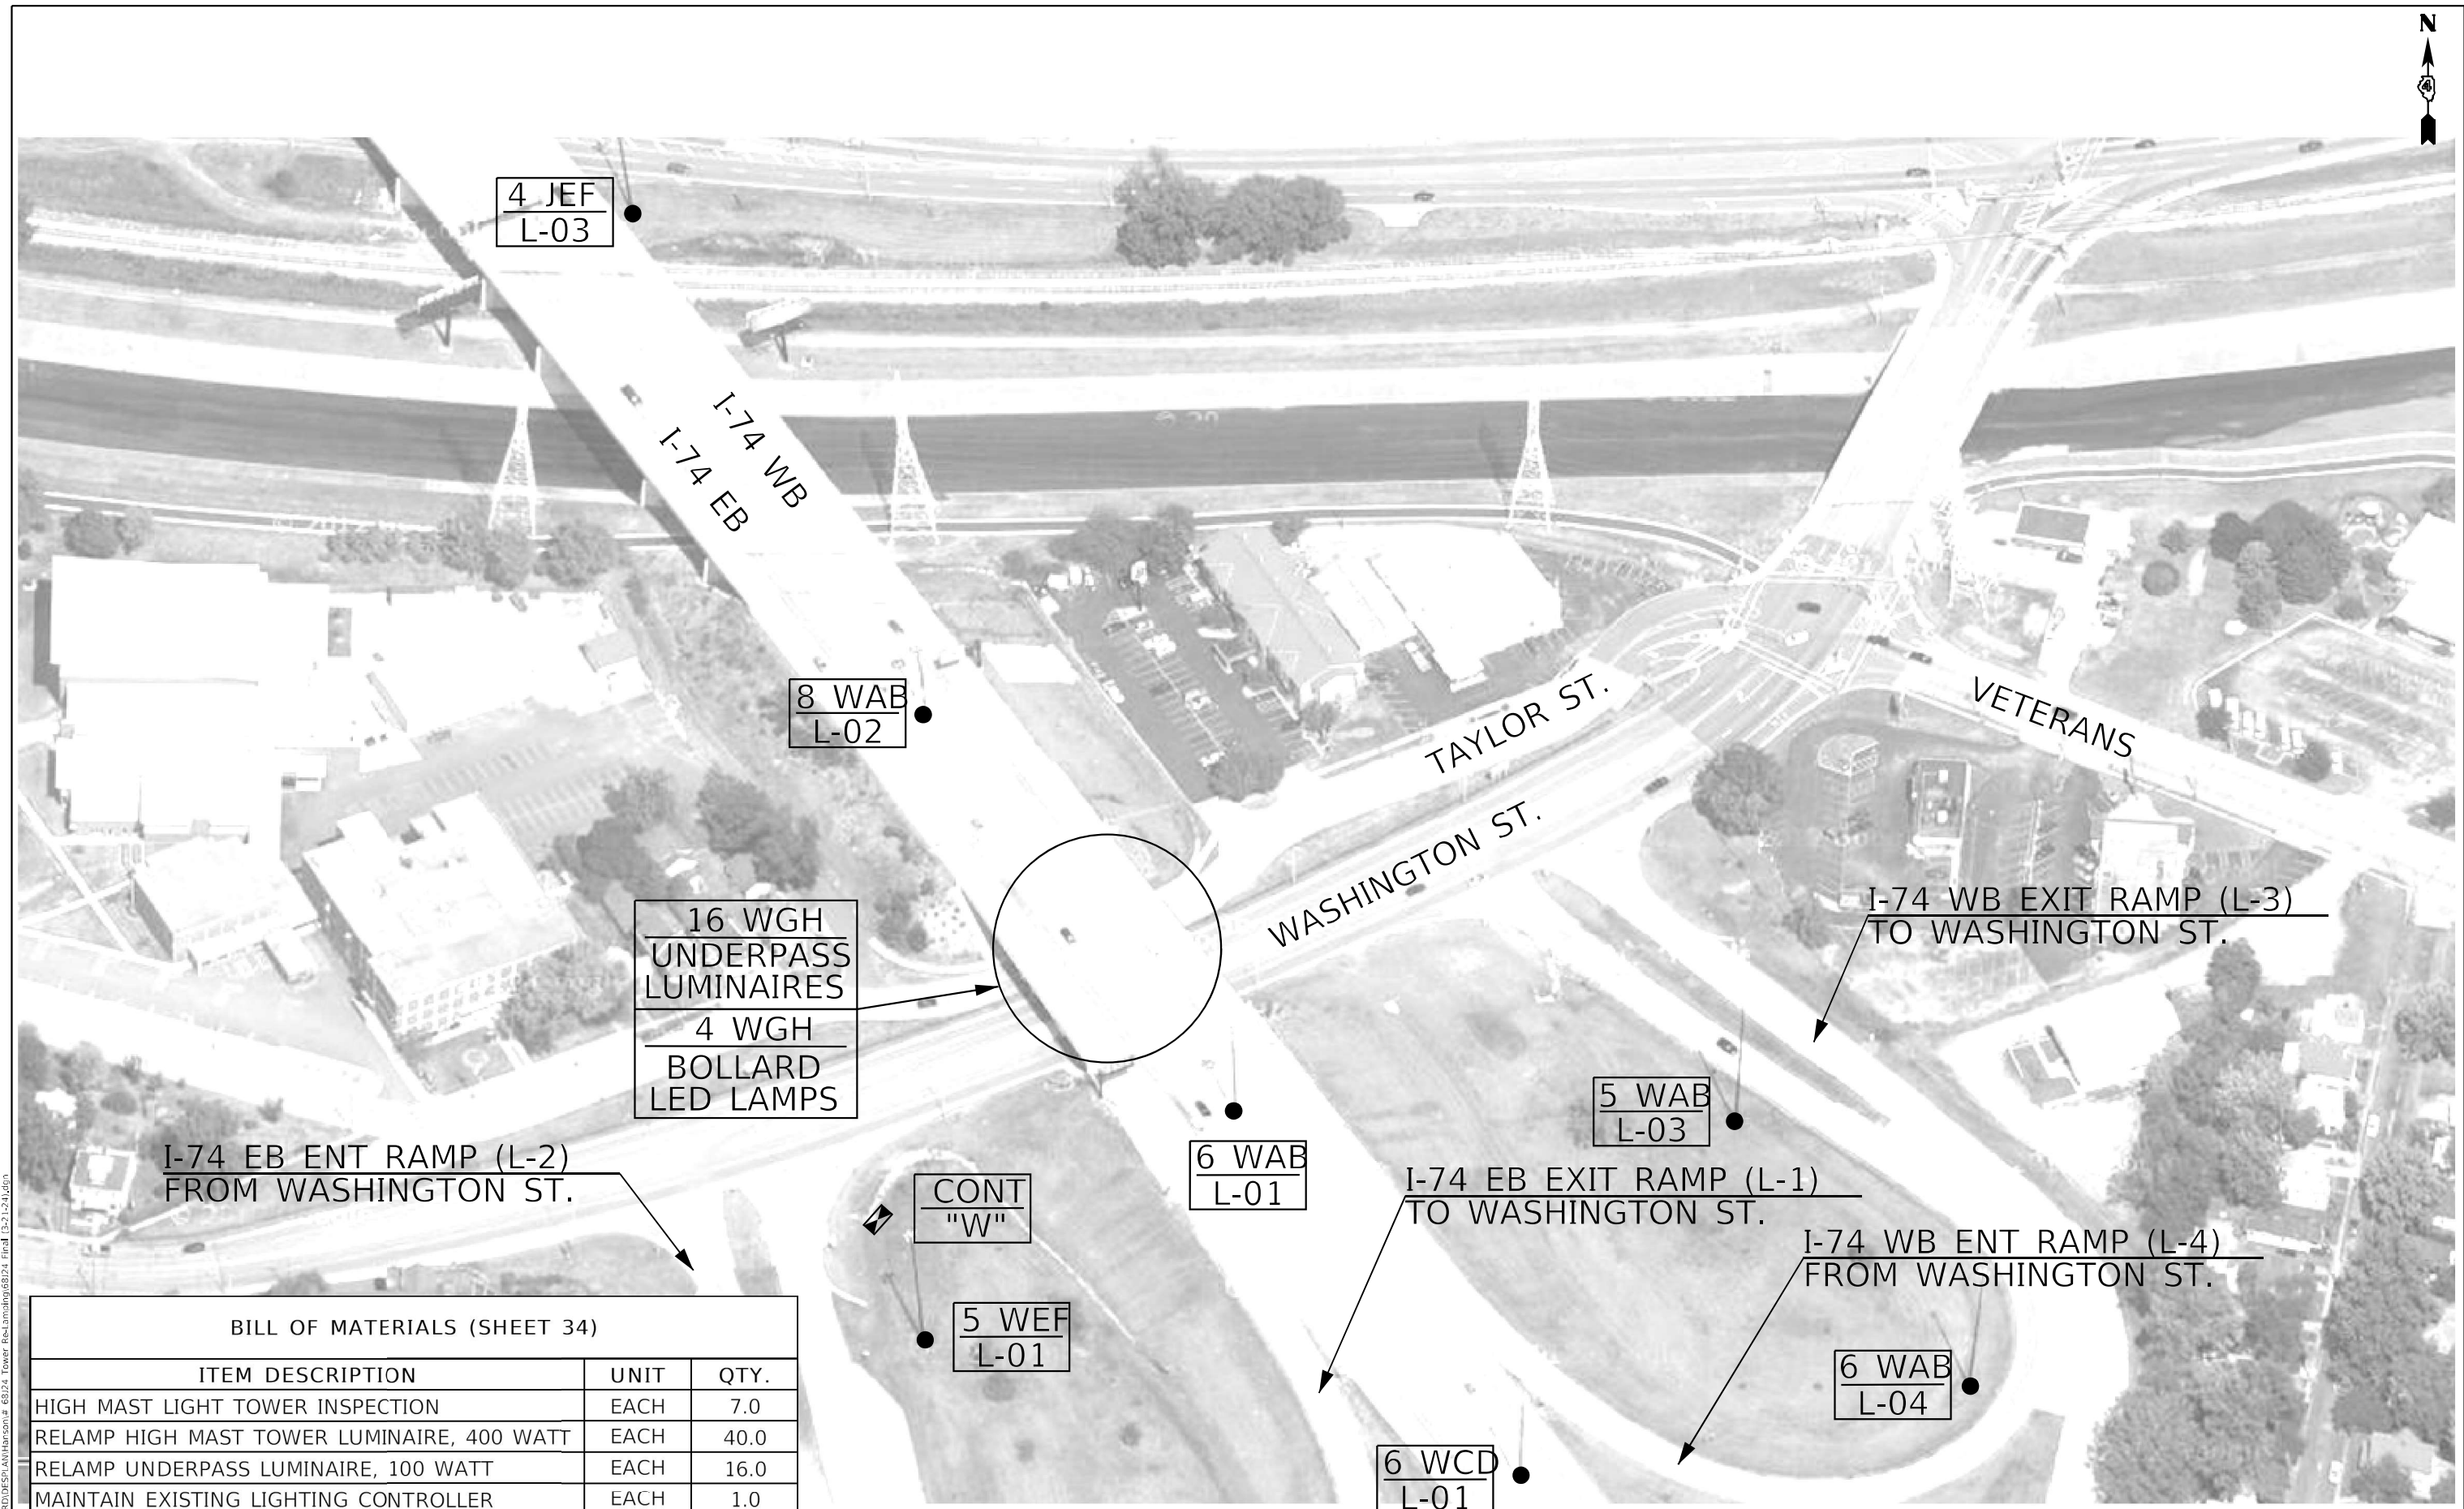 N
4
4 JEF
L-03
I-74 WB
I-74 EB
8 WAB
L-02
TAYLOR ST.
VETERANS
WASHINGTON ST.
16 WGH
UNDERPASS
LUMINAIRES
4 WGH
BOLLARD
LED LAMPS
I-74 WB EXIT RAMP (L-3)
TO WASHINGTON ST.
5 WAB
L-03
6 WAB
L-01
I-74 EB ENT RAMP (L-2)
FROM WASHINGTON ST.
CONT
"W"
I-74 EB EXIT RAMP (L-1)
TO WASHINGTON ST.
I-74 WB ENT RAMP (L-4)
FROM WASHINGTON ST.
5 WEF
L-01
6 WAB
L-04
6 WCD
L-01
BILL OF MATERIALS (SHEET 34)
ITEM DESCRIPTION UNIT QTY.
HIGH MAST LIGHT TOWER INSPECTION EACH 7.0
RELAMP HIGH MAST TOWER LUMINAIRE, 400 WATT EACH 40.0
RELAMP UNDERPASS LUMINAIRE, 100 WATT EACH 16.0
MAINTAIN EXISTING LIGHTING CONTROLLER EACH 1.0